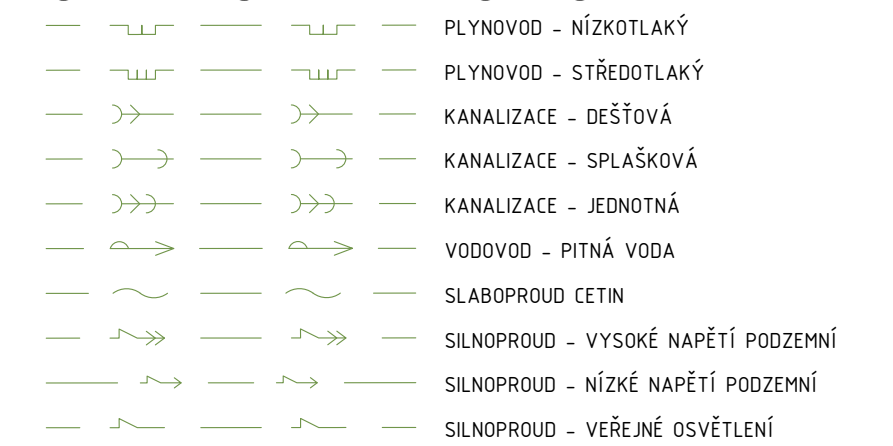 PLYNOVOD - NÍZKOTLAKÝ
PLYNOVOD - STŘEDOTLAKÝ
KANALIZACE - DEŠŤOVÁ
KANALIZACE - SPLAŠKOVÁ
KANALIZACE - JEDNOTNÁ
VODOVOD - PITNÁ VODA
SLABOPROUD CETIN
SILNOPROUD - VYSOKÉ NAPĚTÍ PODZEMNÍ
SILNOPROUD - NÍZKÉ NAPĚTÍ PODZEMNÍ
SILNOPROUD - VEŘEJNÉ OSVĚTLENÍ